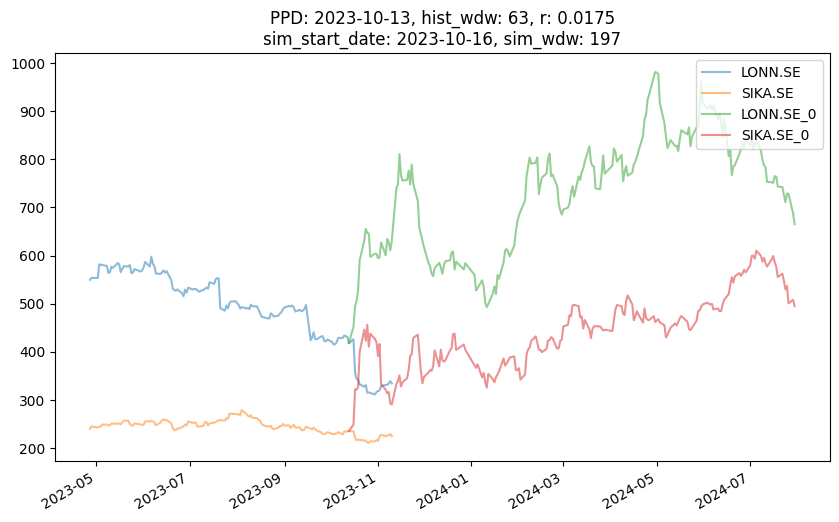 PPD: 2023-10-13, hist_wdw: 63, r: 0.0175
sim_start_date: 2023-10-16, sim_wdw: 197
1000
900
800
700
600
500
400
300
200
LONN.SE
SIKA.SE
LONN.SE_0
SIKA.SE_0
2023-05
2023-07
2023-09
2023-11
2024-01
2024-03
2024-05
2024-07